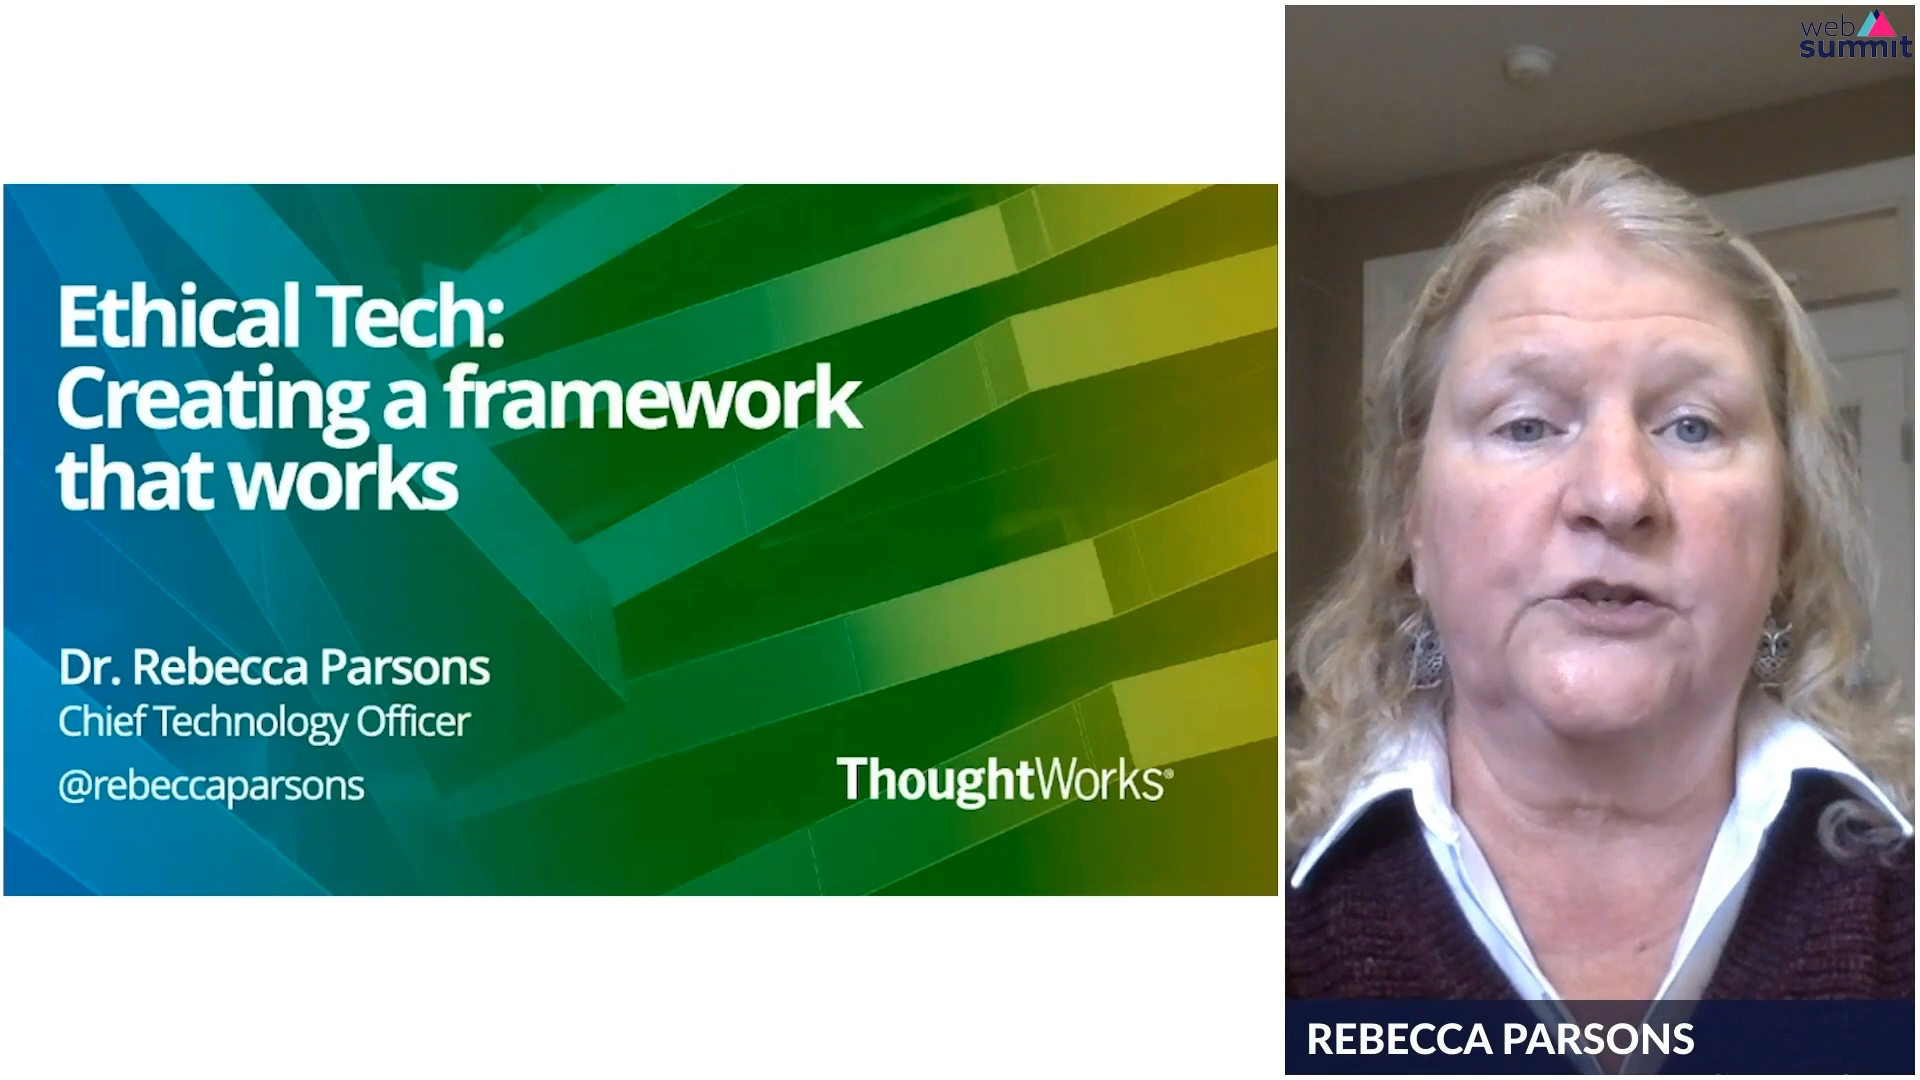 Ethical Tech:
Creating a framework
that works
Dr. Rebecca Parsons
Chief Technology Officer
@rebeccaparsons
ThoughtWorks®
web
summit
REBECCA PARSONS